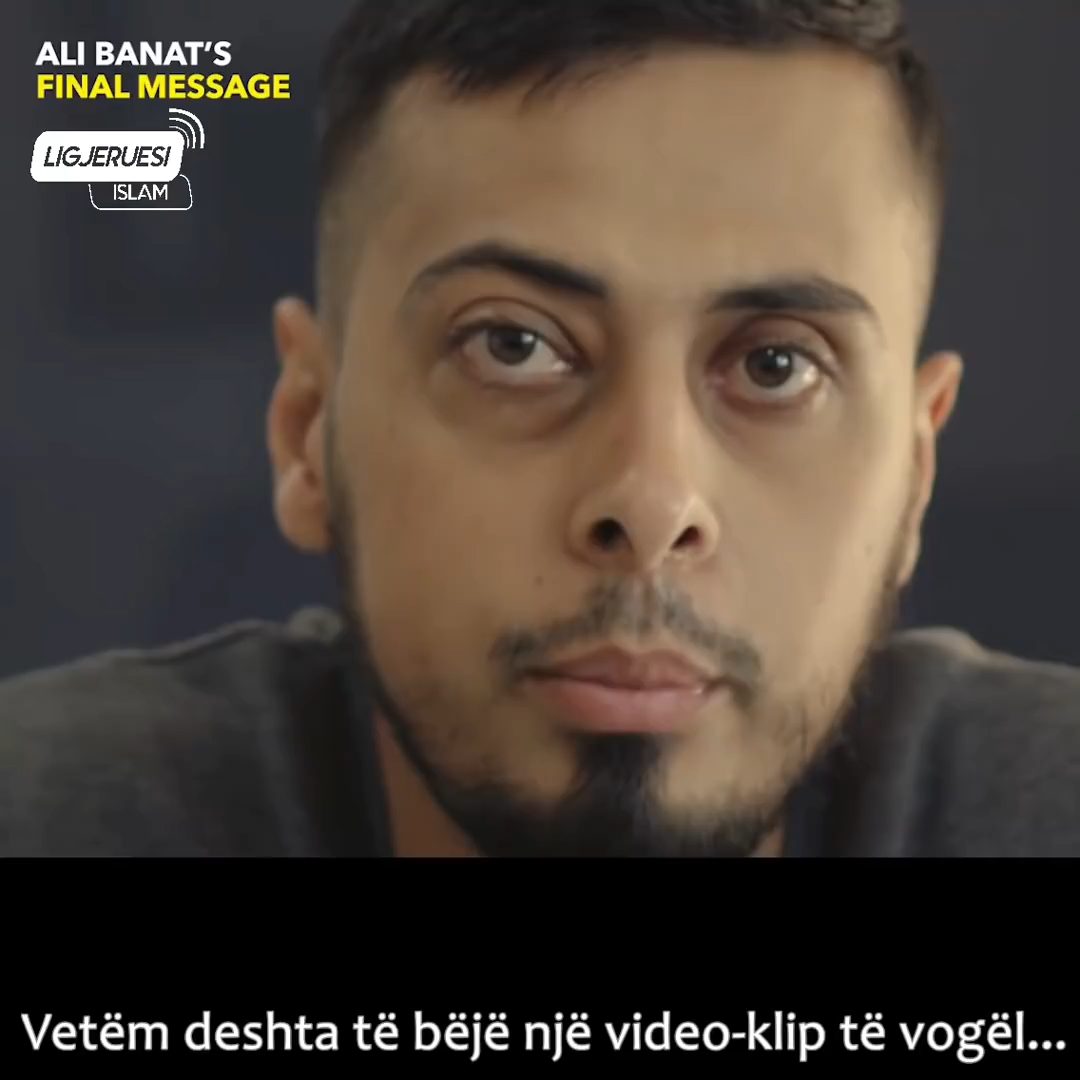 ALI BANAT'S
FINAL MESSAGE
LIGJERUESI
ISLAM
Vetëm deshta të bëjë një video-klip të vogël...